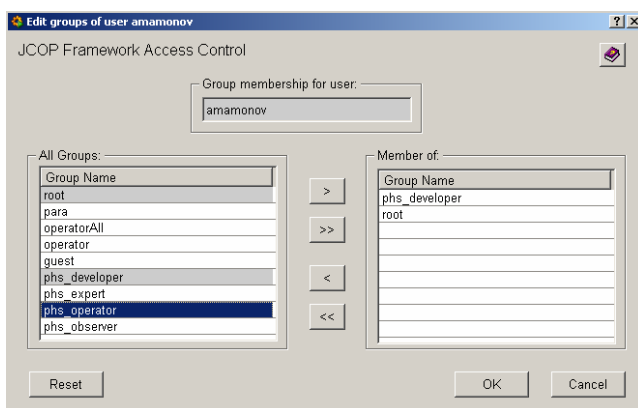 Edit groups of user amamonov
JCOP Framework Access Control
Group membership for user:
amamonov
All Groups:
Group Name
root
para
operatorAll
operator
guest
phs_developer
phs_expert
phs_operator
phs_observer
>
>>
<
<<
Member of:
Group Name
phs_developer
root
Reset
OK
Cancel